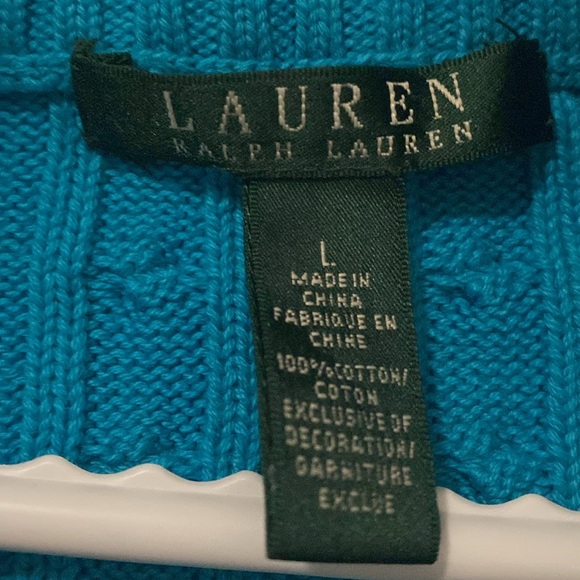 LAUREN
RALPH LAUREN
L
MADE IN
CHINA
FABRIQUE EN
CHINE
100% COTTON/
COTON
EXCLUSIVE OF
DECORATION/
GARNITURE
EXCLUE